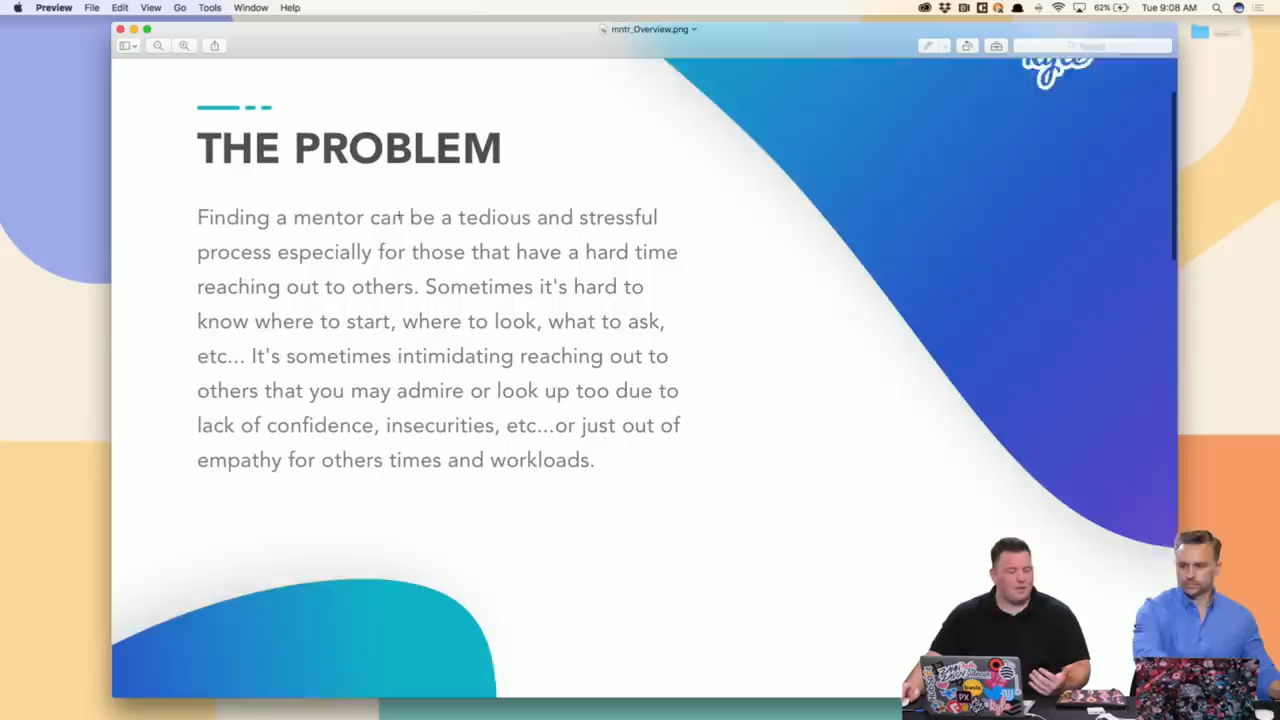 Preview File Edit View Go Tools Window Help
62% Tue 9:08 AM
mntr_Overview.png
THE PROBLEM
Finding a mentor can be a tedious and stressful
process especially for those that have a hard time
reaching out to others. Sometimes it's hard to
know where to start, where to look, what to ask,
etc... It's sometimes intimidating reaching out to
others that you may admire or look up too due to
lack of confidence, insecurities, etc...or just out of
empathy for others times and workloads.
basic
PX